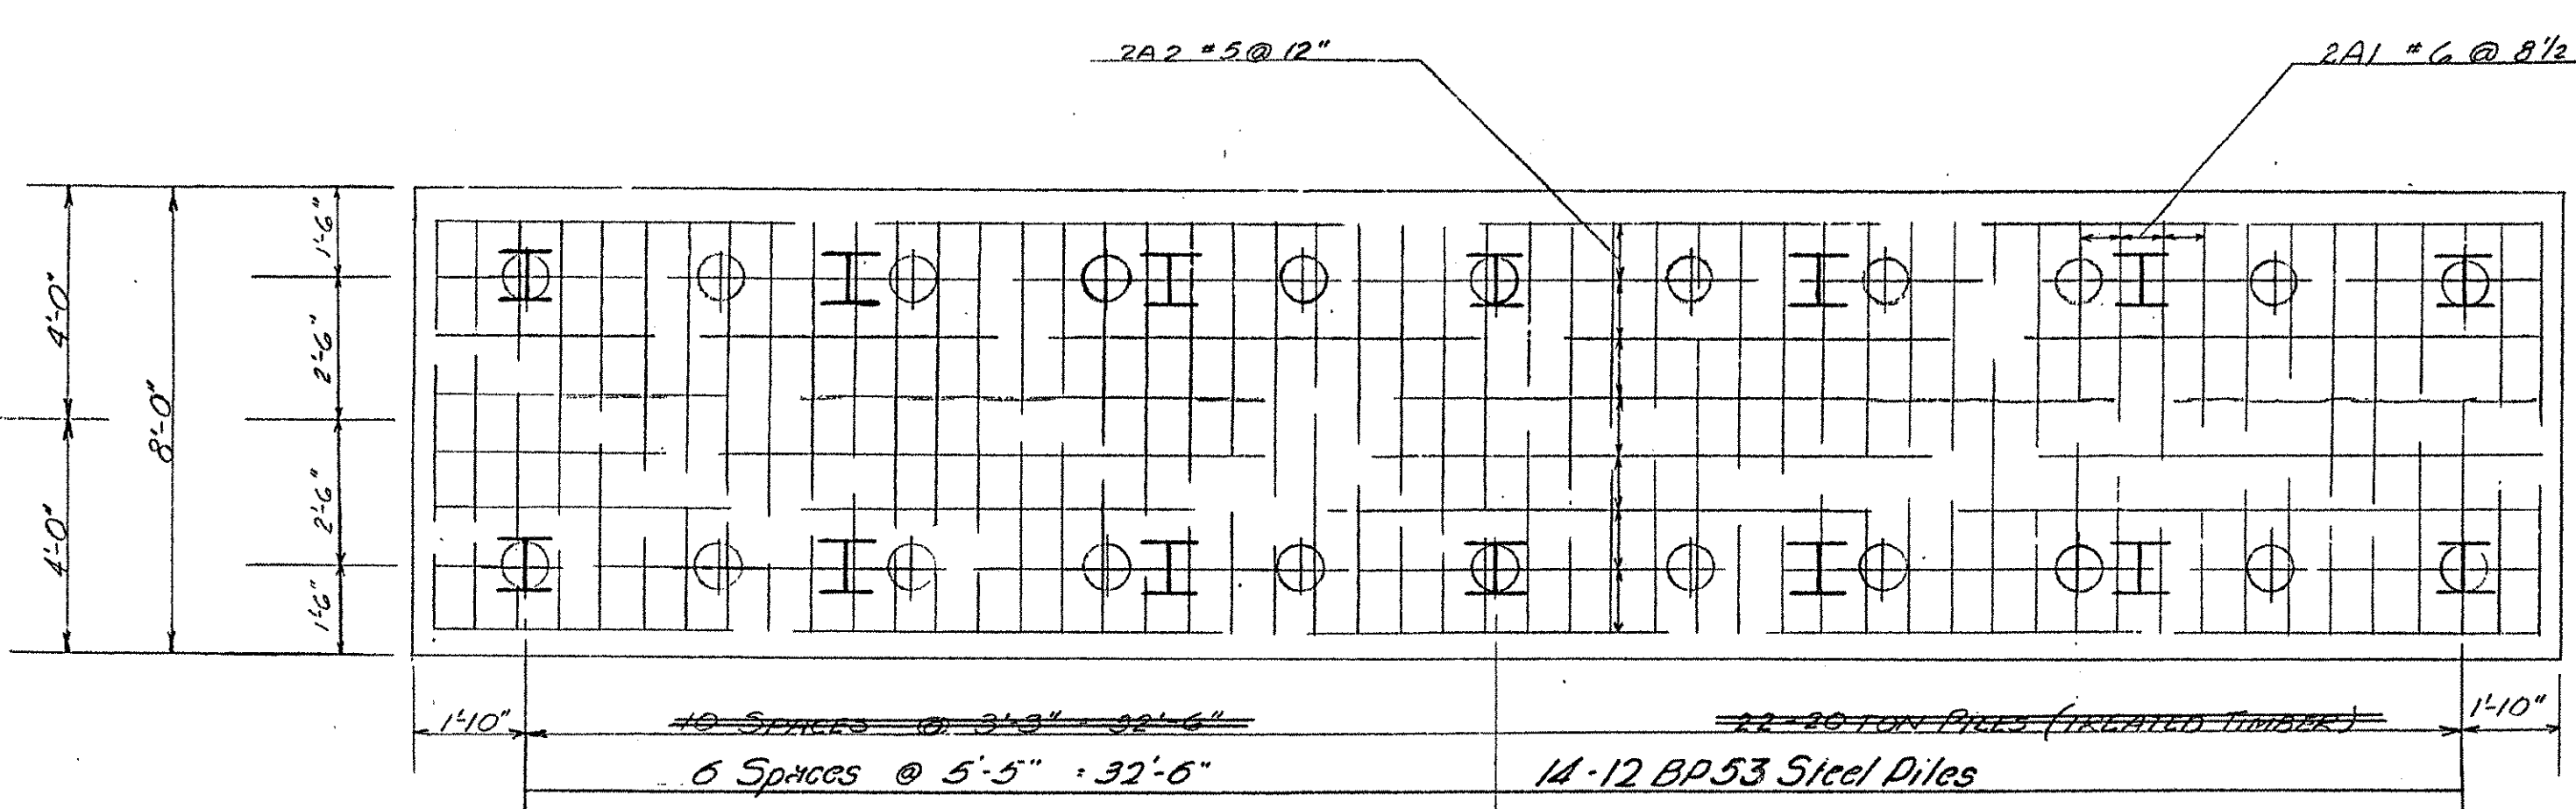 2A2 #5 @ 12"
2A1 #6 @ 8½
1'-6"
4'-0"
2'-6"
8'-0"
2'-6"
4'-0"
1'-6"
1'-10"
10 SPACES @ 3'-3" = 32'-6"
22-20 TON PILES (TREATED TIMBER)
1'-10"
6 Spaces @ 5'-5" = 32'-6"
14-12 BP53 Steel Piles